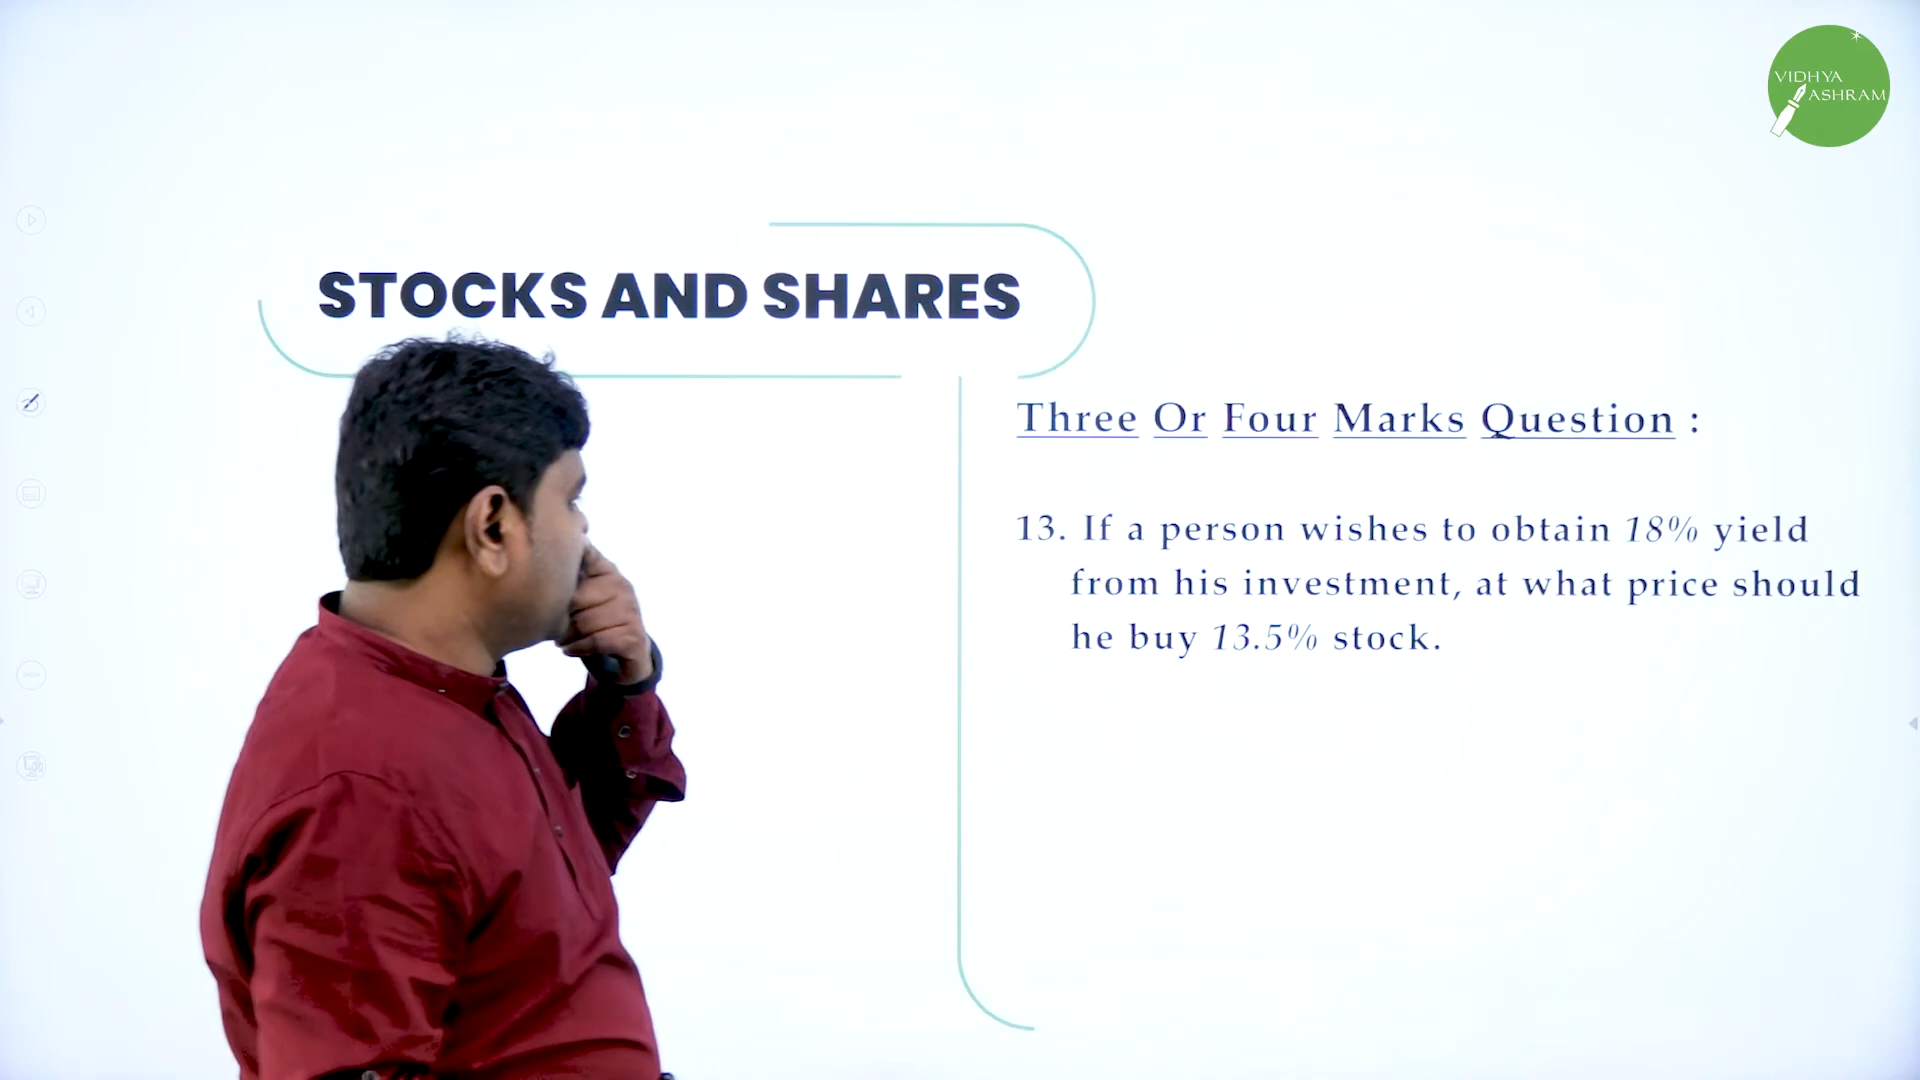 VIDHYA
ASHRAM
STOCKS AND SHARES
Three Or Four Marks Question :
13. If a person wishes to obtain 18% yield
from his investment, at what price should
he buy 13.5% stock.